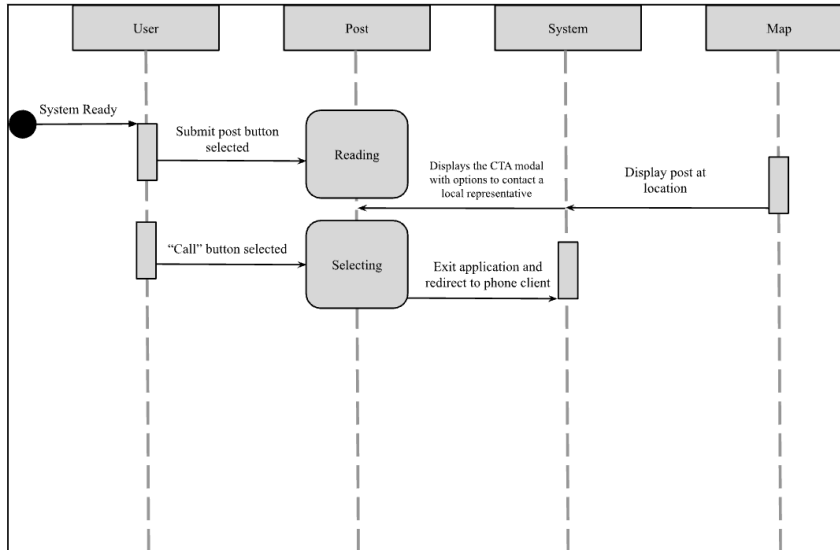 User
Post
System
Map
System Ready
Submit post button
selected
Reading
Displays the CTA modal
with options to contact a
local representative
Display post at
location
“Call” button selected
Selecting
Exit application and
redirect to phone client